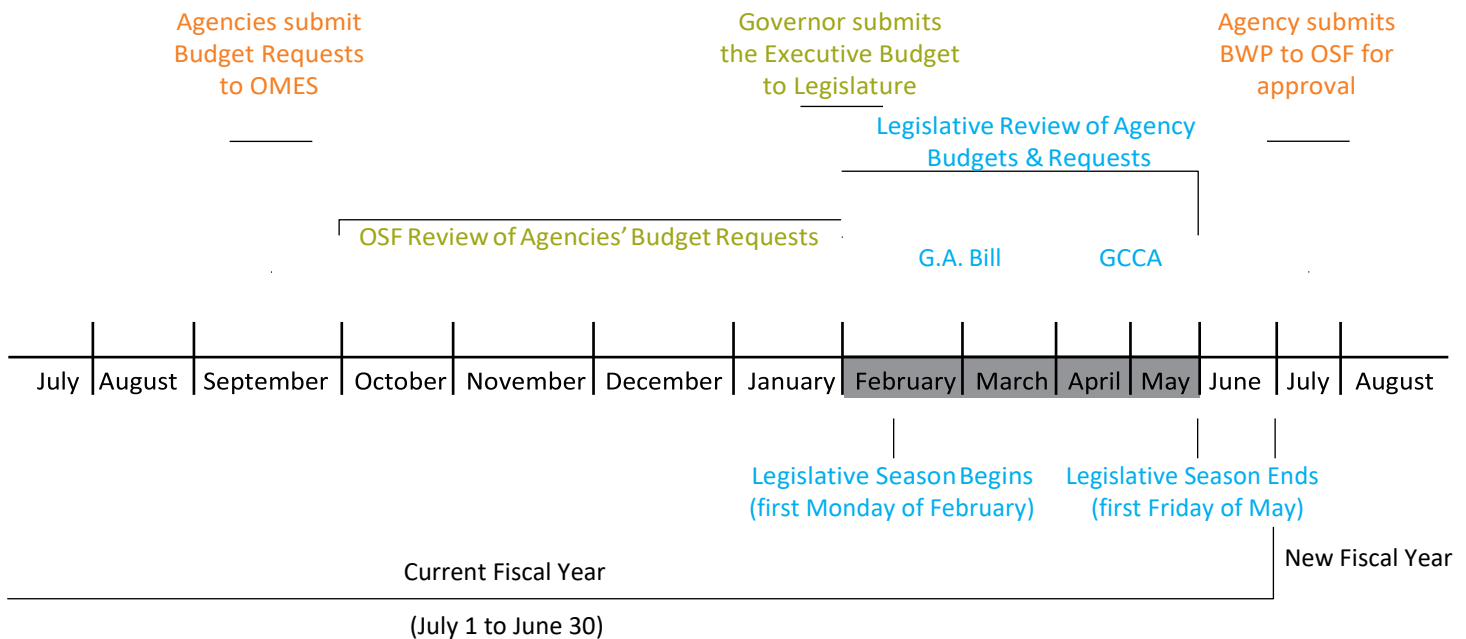 Agencies submit
Budget Requests
to OMES
Governor submits
the Executive Budget
to Legislature
Agency submits
BWP to OSF for
approval
Legislative Review of Agency
Budgets & Requests
OSF Review of Agencies' Budget Requests
G.A. Bill
GCCA
July August September October November December January February March April May June July August
Legislative Season Begins
(first Monday of February)
Legislative Season Ends
(first Friday of May)
Current Fiscal Year
New Fiscal Year
(July 1 to June 30)